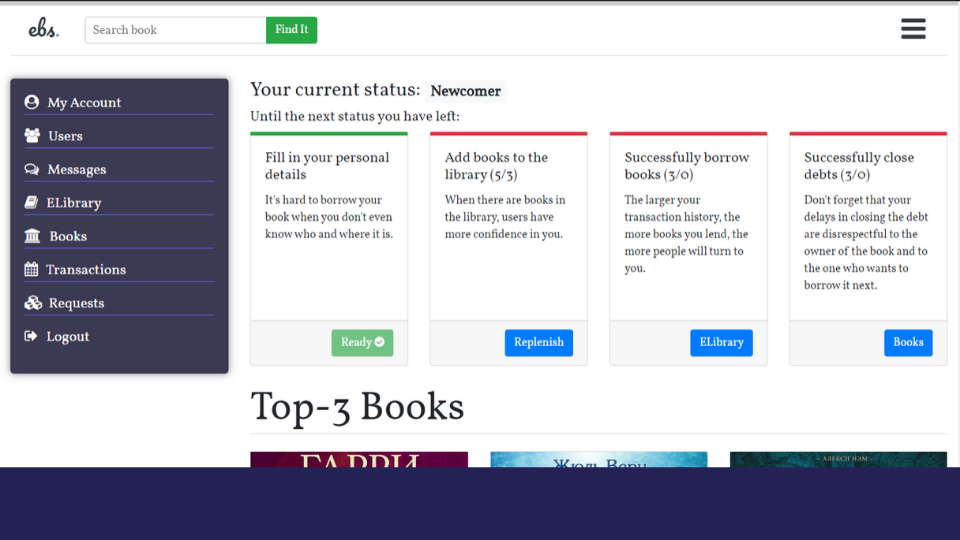 ebs.
Search book
Find It
My Account
Users
Messages
ELibrary
Books
Transactions
Requests
Logout
Your current status: Newcomer
Until the next status you have left:
Fill in your personal
details
It's hard to borrow your
book when you don't even
know who and where it is.
Ready
Add books to the
library (5/3)
When there are books in
the library, users have
more confidence in you.
Replenish
Successfully borrow
books (3/0)
The larger your
transaction history, the
more books you lend, the
more people will turn to
you.
ELibrary
Successfully close
debts (3/0)
Don't forget that your
delays in closing the debt
are disrespectful to the
owner of the book and to
the one who wants to
borrow it next.
Books
Top-3 Books
ГАРРИ
Жюль Верн
АЛЕКСИ НЭМ